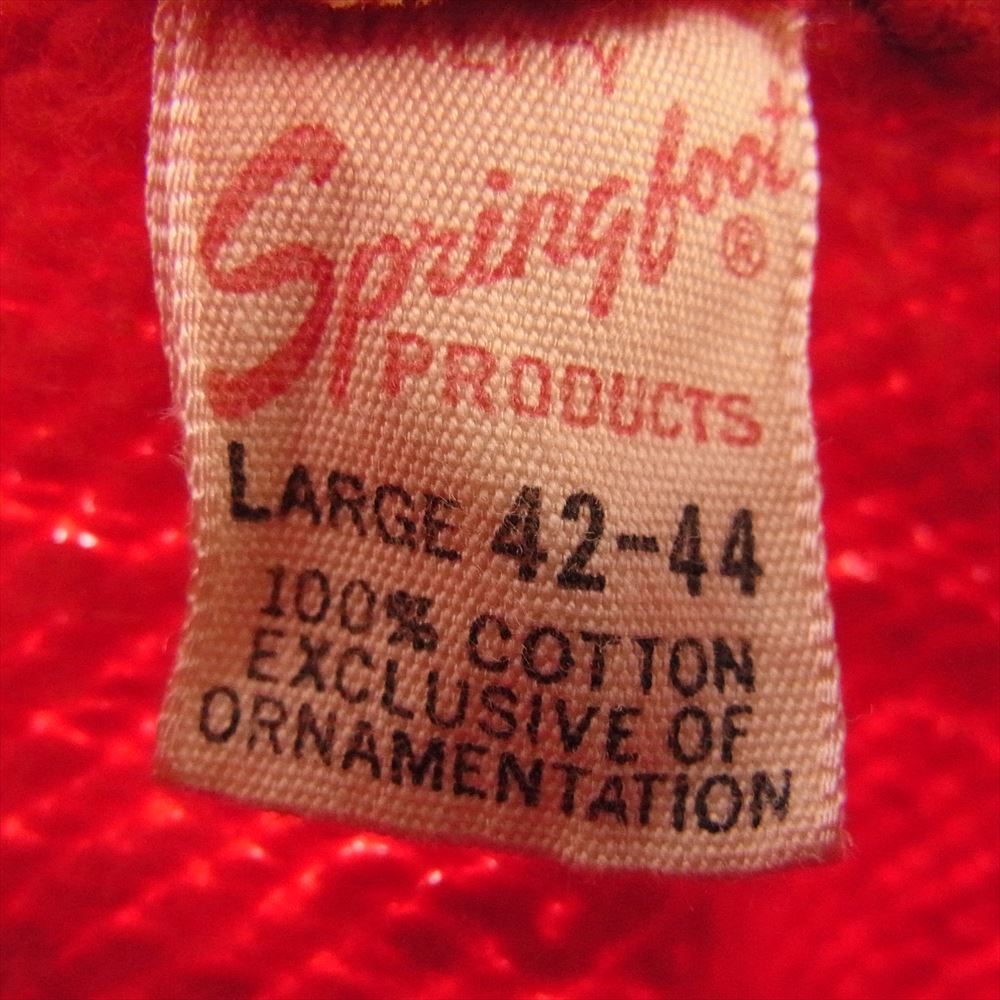 Springfoot ®
PRODUCTS
LARGE 42-44
100% COTTON
EXCLUSIVE OF
ORNAMENTATION